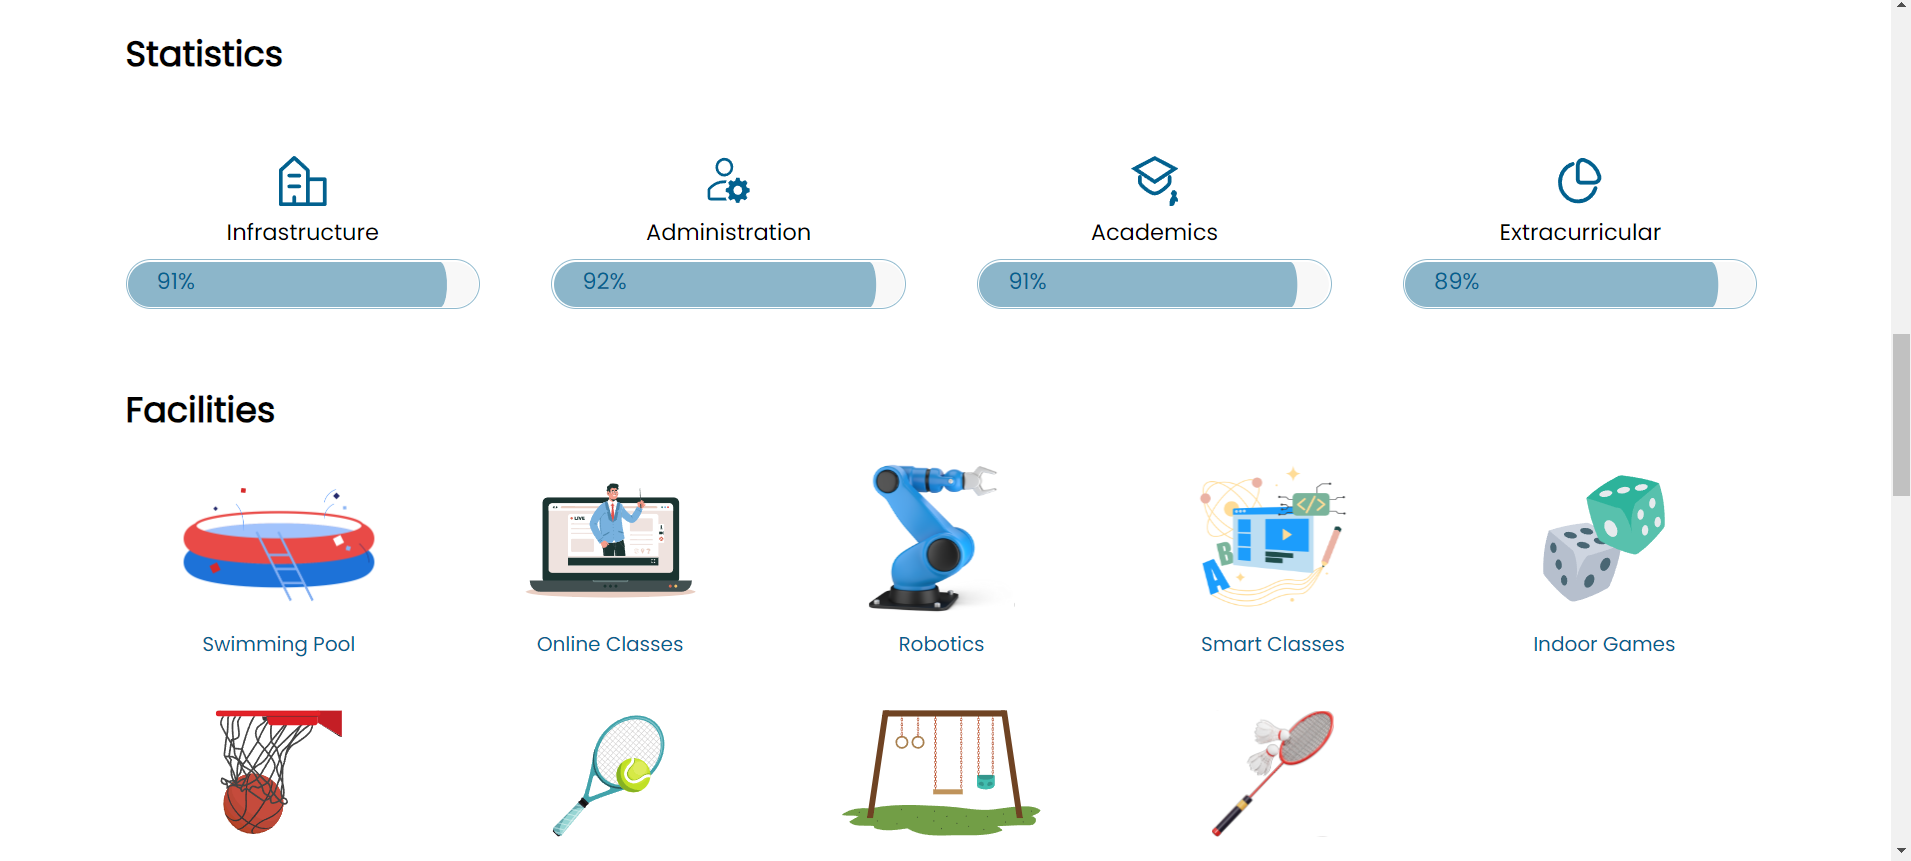 Statistics
Infrastructure
Administration
Academics
Extracurricular
91%
92%
91%
89%
Facilities
LIVE
</>
B
A
Swimming Pool
Online Classes
Robotics
Smart Classes
Indoor Games